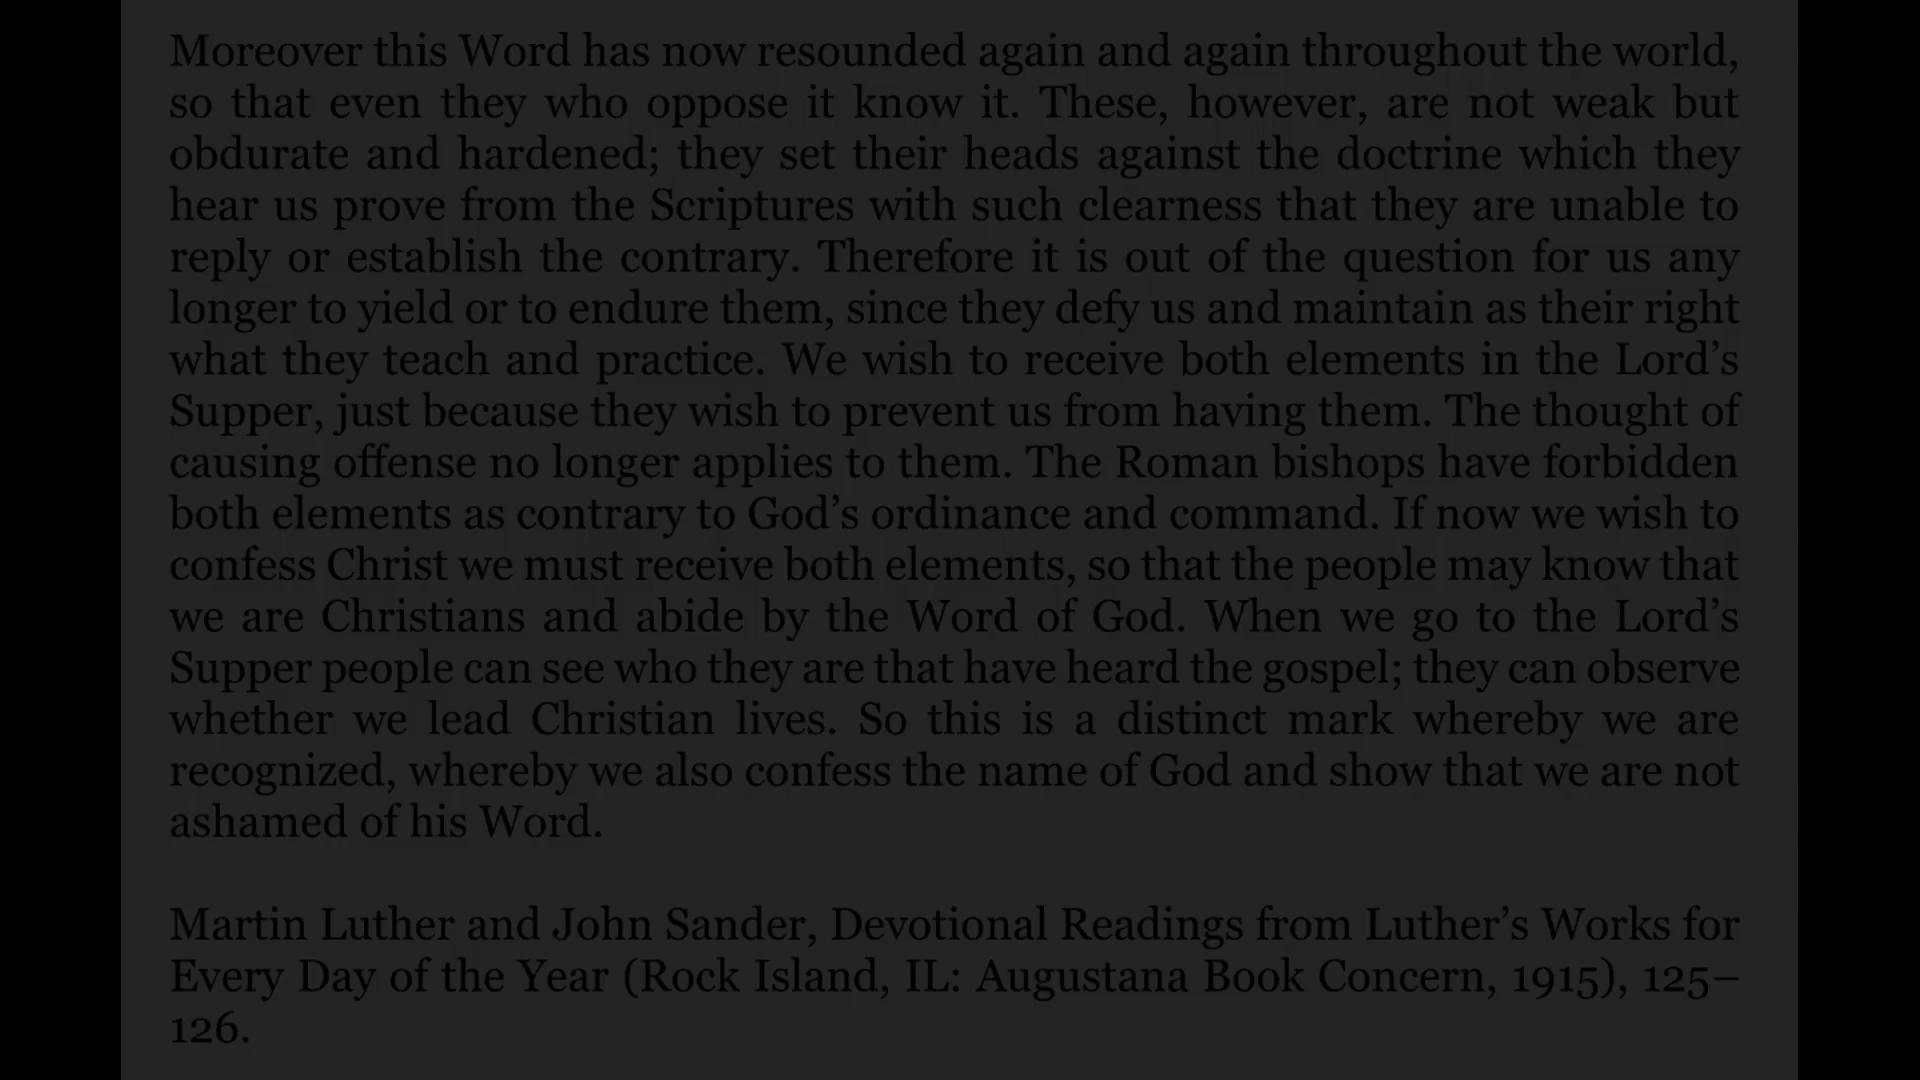 Moreover this Word has now resounded again and again throughout the world,
so that even they who oppose it know it. These, however, are not weak but
obdurate and hardened; they set their heads against the doctrine which they
hear us prove from the Scriptures with such clearness that they are unable to
reply or establish the contrary. Therefore it is out of the question for us any
longer to yield or to endure them, since they defy us and maintain as their right
what they teach and practice. We wish to receive both elements in the Lord’s
Supper, just because they wish to prevent us from having them. The thought of
causing offense no longer applies to them. The Roman bishops have forbidden
both elements as contrary to God’s ordinance and command. If now we wish to
confess Christ we must receive both elements, so that the people may know that
we are Christians and abide by the Word of God. When we go to the Lord’s
Supper people can see who they are that have heard the gospel; they can observe
whether we lead Christian lives. So this is a distinct mark whereby we are
recognized, whereby we also confess the name of God and show that we are not
ashamed of his Word.
Martin Luther and John Sander, Devotional Readings from Luther’s Works for
Every Day of the Year (Rock Island, IL: Augustana Book Concern, 1915), 125–
126.